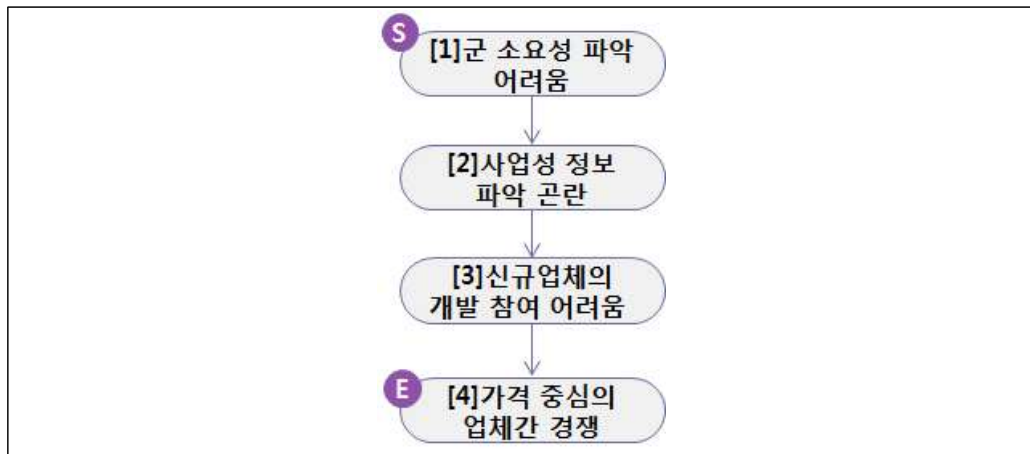 S
[1]군 소요성 파악
어려움
[2]사업성 정보
파악 곤란
[3]신규업체의
개발 참여 어려움
E
[4]가격 중심의
업체간 경쟁